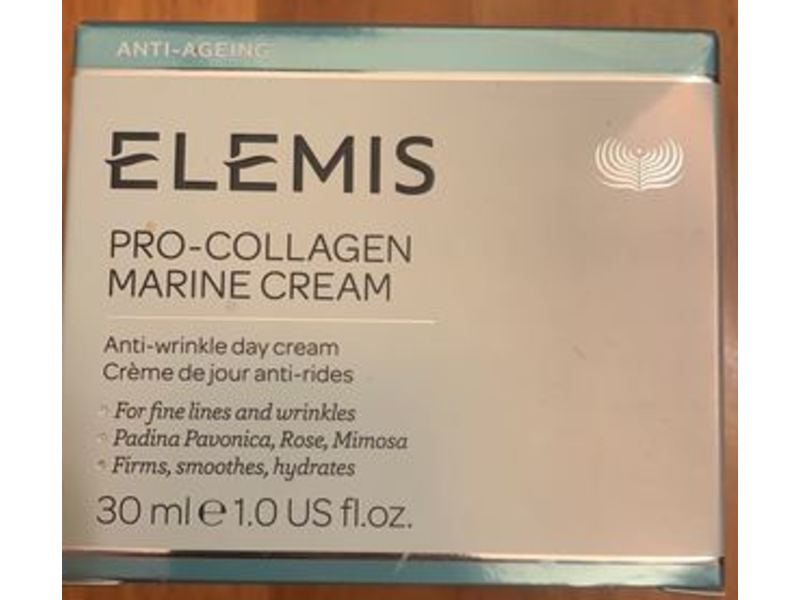 ANTI-AGEING
ELEMIS
PRO-COLLAGEN
MARINE CREAM
Anti-wrinkle day cream
Crème de jour anti-rides
For fine lines and wrinkles
Padina Pavonica, Rose, Mimosa
Firms, smoothes, hydrates
30 ml ℮ 1.0 US fl.oz.